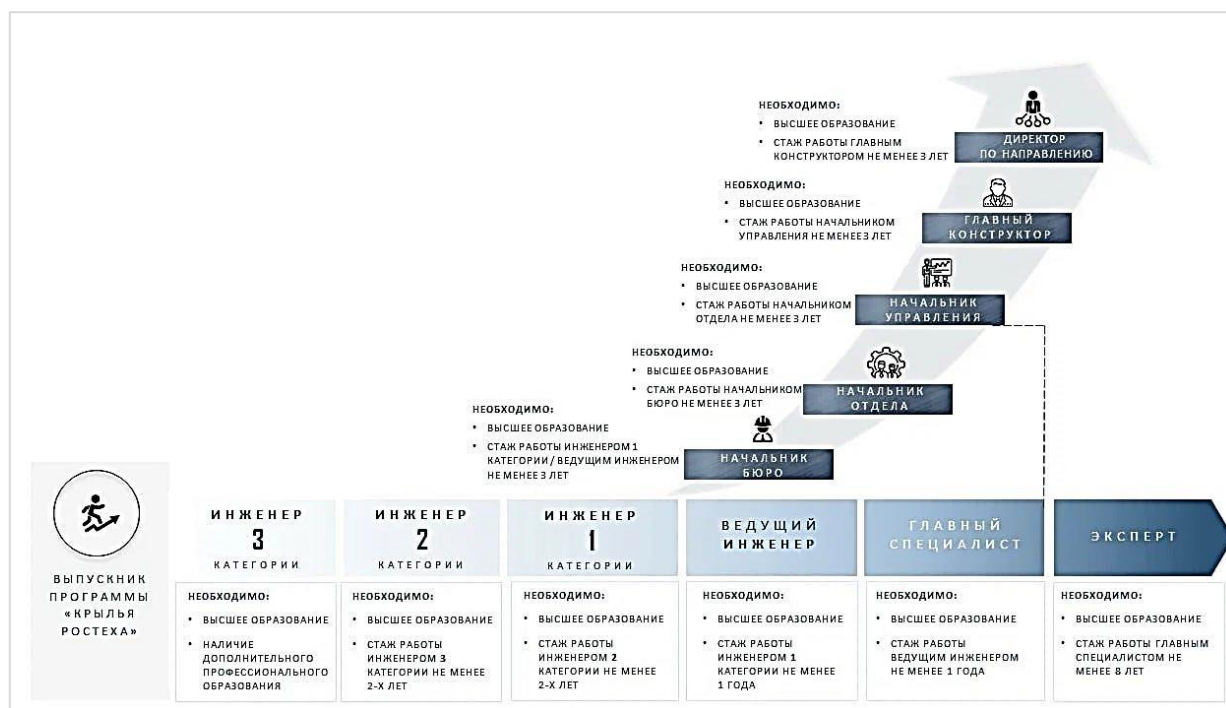 НЕОБХОДИМО:
• ВЫСШЕЕ ОБРАЗОВАНИЕ
• СТАЖ РАБОТЫ ГЛАВНЫМ
КОНСТРУКТОРОМ НЕ МЕНЕЕ 3 ЛЕТ
ДИРЕКТОР
ПО НАПРАВЛЕНИЮ
НЕОБХОДИМО:
• ВЫСШЕЕ ОБРАЗОВАНИЕ
• СТАЖ РАБОТЫ НАЧАЛЬНИКОМ
УПРАВЛЕНИЯ НЕ МЕНЕЕ 3 ЛЕТ
ГЛАВНЫЙ
КОНСТРУКТОР
НЕОБХОДИМО:
• ВЫСШЕЕ ОБРАЗОВАНИЕ
• СТАЖ РАБОТЫ НАЧАЛЬНИКОМ
ОТДЕЛА НЕ МЕНЕЕ 3 ЛЕТ
НАЧАЛЬНИК
УПРАВЛЕНИЯ
НЕОБХОДИМО:
• ВЫСШЕЕ ОБРАЗОВАНИЕ
• СТАЖ РАБОТЫ НАЧАЛЬНИКОМ
БЮРО НЕ МЕНЕЕ 3 ЛЕТ
НАЧАЛЬНИК
ОТДЕЛА
НЕОБХОДИМО:
• ВЫСШЕЕ ОБРАЗОВАНИЕ
• СТАЖ РАБОТЫ ИНЖЕНЕРОМ 1
КАТЕГОРИИ / ВЕДУЩИМ ИНЖЕНЕРОМ
НЕ МЕНЕЕ 3 ЛЕТ
НАЧАЛЬНИК
БЮРО
ВЫПУСКНИК
ПРОГРАММЫ
«КРЫЛЬЯ
РОСТЕХА»
ИНЖЕНЕР
3
КАТЕГОРИИ
НЕОБХОДИМО:
• ВЫСШЕЕ ОБРАЗОВАНИЕ
• НАЛИЧИЕ
ДОПОЛНИТЕЛЬНОГО
ПРОФЕССИОНАЛЬНОГО
ОБРАЗОВАНИЯ
ИНЖЕНЕР
2
КАТЕГОРИИ
НЕОБХОДИМО:
• ВЫСШЕЕ ОБРАЗОВАНИЕ
• СТАЖ РАБОТЫ
ИНЖЕНЕРОМ 3
КАТЕГОРИИ НЕ МЕНЕЕ
2-Х ЛЕТ
ИНЖЕНЕР
1
КАТЕГОРИИ
НЕОБХОДИМО:
• ВЫСШЕЕ ОБРАЗОВАНИЕ
• СТАЖ РАБОТЫ
ИНЖЕНЕРОМ 2
КАТЕГОРИИ НЕ МЕНЕЕ
2-Х ЛЕТ
ВЕДУЩИЙ
ИНЖЕНЕР
НЕОБХОДИМО:
• ВЫСШЕЕ ОБРАЗОВАНИЕ
• СТАЖ РАБОТЫ
ИНЖЕНЕРОМ 1
КАТЕГОРИИ НЕ МЕНЕЕ
1 ГОДА
ГЛАВНЫЙ
СПЕЦИАЛИСТ
НЕОБХОДИМО:
• ВЫСШЕЕ ОБРАЗОВАНИЕ
• СТАЖ РАБОТЫ
ВЕДУЩИМ ИНЖЕНЕРОМ
НЕ МЕНЕЕ 1 ГОДА
ЭКСПЕРТ
НЕОБХОДИМО:
• ВЫСШЕЕ ОБРАЗОВАНИЕ
• СТАЖ РАБОТЫ ГЛАВНЫМ
СПЕЦИАЛИСТОМ НЕ
МЕНЕЕ 8 ЛЕТ